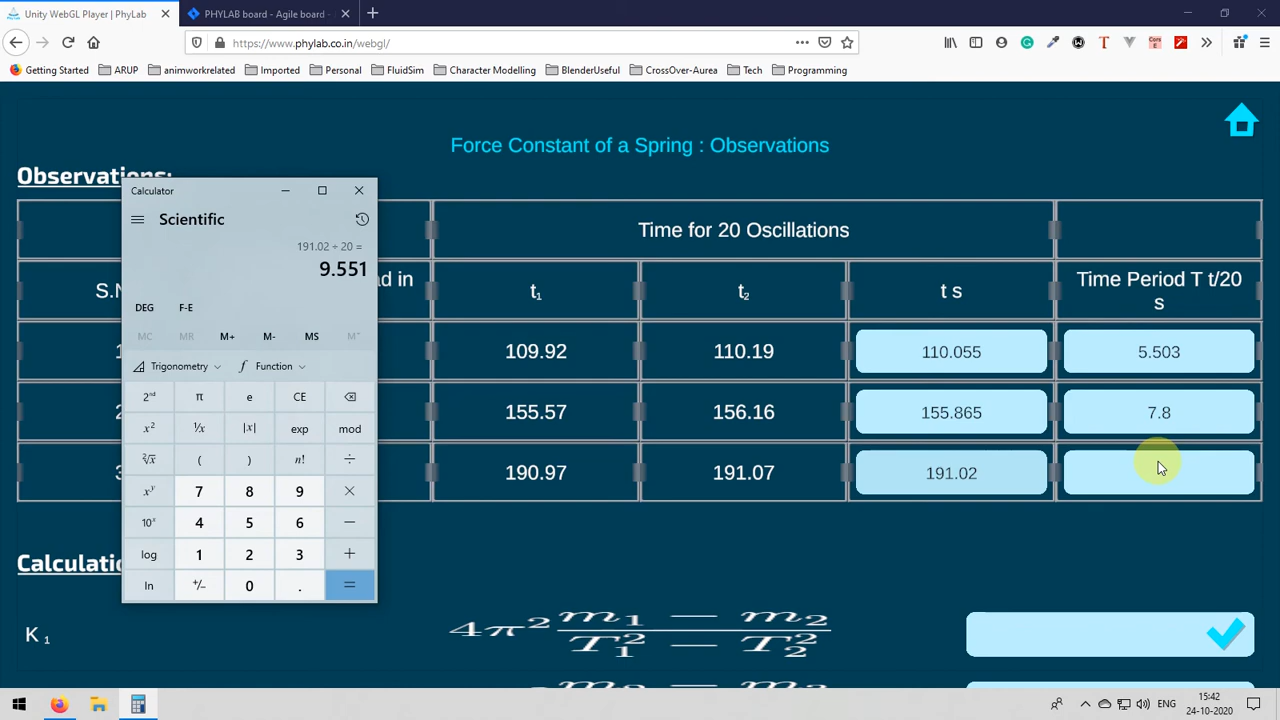 Unity WebGL Player | PhyLab
PHYLAB board - Agile board -
https://www.phylab.co.in/webgl/
Getting Started ARUP animworkrelated Imported Personal FluidSim Character Modelling BlenderUseful CrossOver-Aurea Tech Programming
Force Constant of a Spring : Observations
Observations:
Calculator
Scientific
191.02 ÷ 20 =
9.551
DEG F-E
MC MR M+ M- MS M˅
Trigonometry Function
2ⁿᵈ π e CE
x² ¹/x |x| exp mod
²√x ( ) n! ÷
xʸ 7 8 9 ×
10ˣ 4 5 6 −
log 1 2 3 +
ln +/− 0 . =
Time for 20 Oscillations
d in
t₁ t₂ t s Time Period T t/20 s
109.92 110.19 110.055 5.503
155.57 156.16 155.865 7.8
190.97 191.07 191.02
K ₁
4π² (m₁ − m₂) / (T₁² − T₂²)
ENG
15:42
24-10-2020